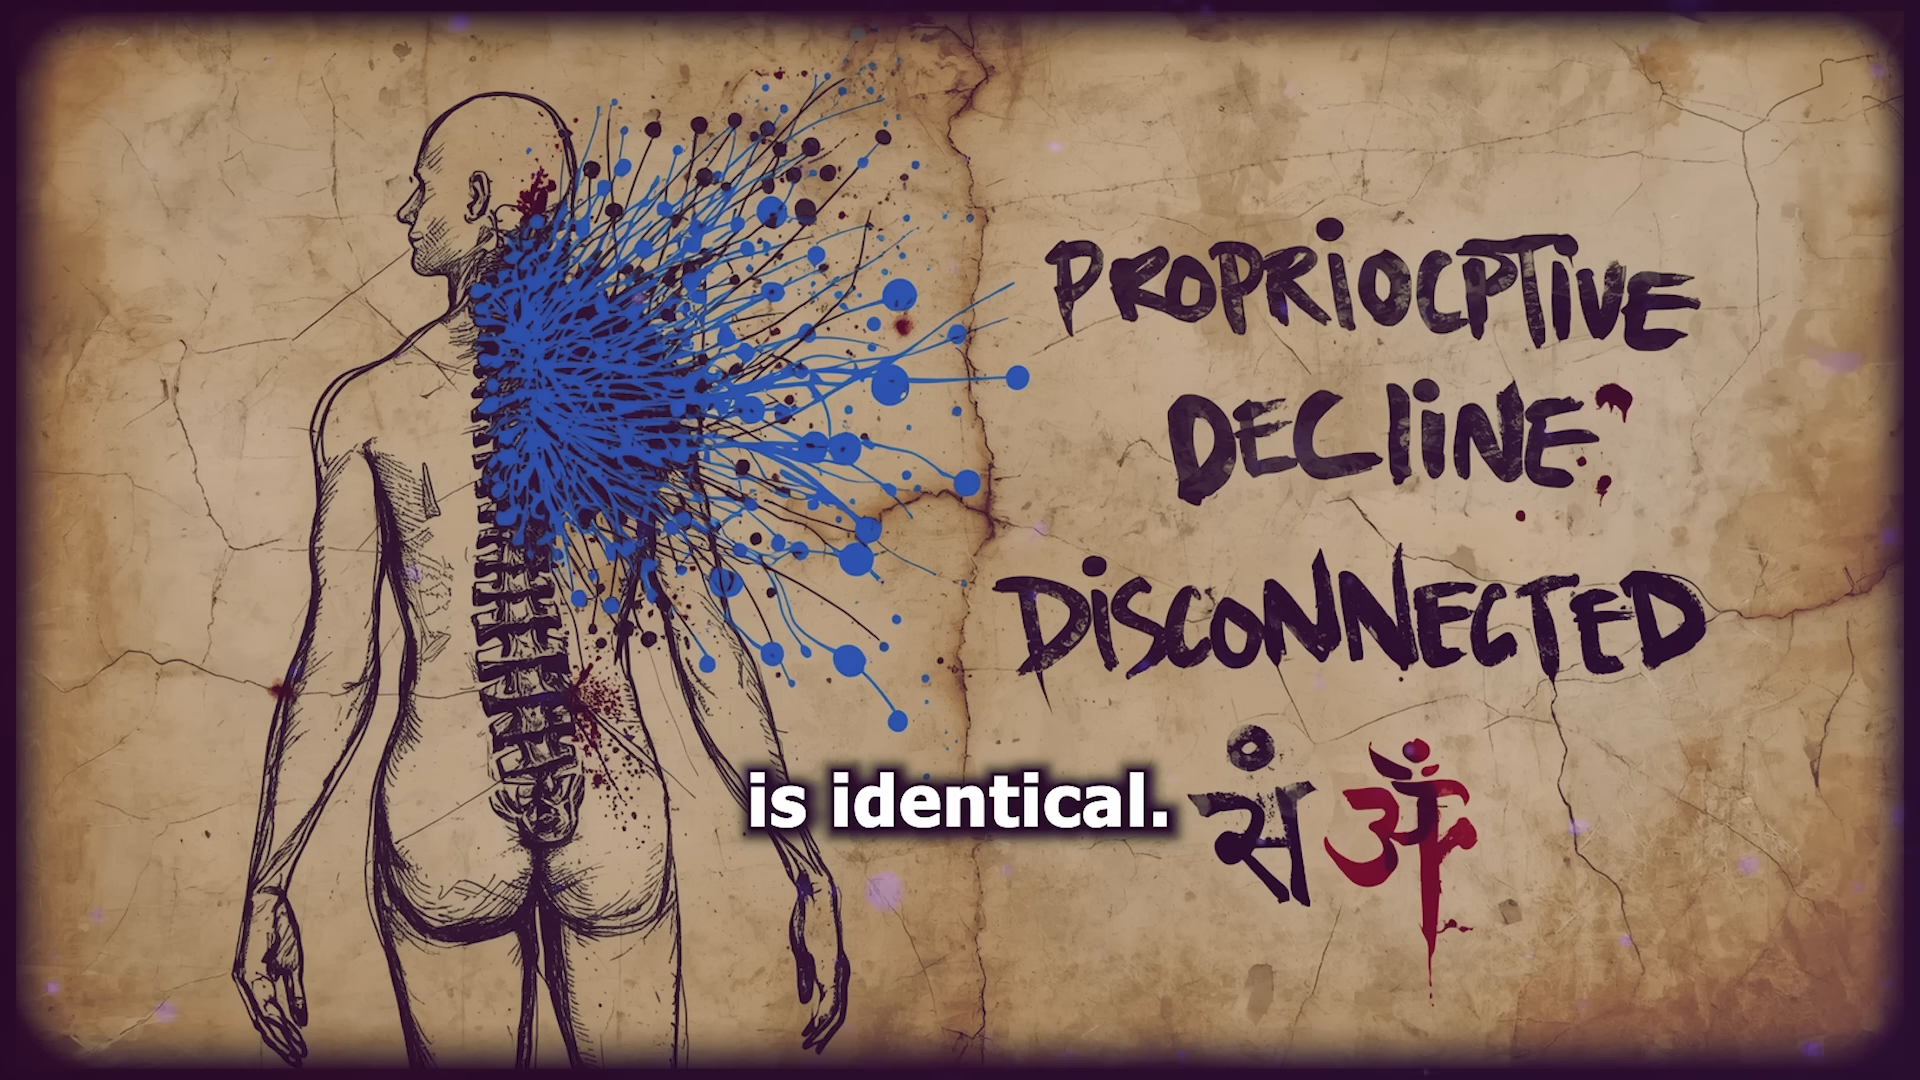 PROPRIOCPTIVE
DECliNE
DiSCONNECTED
सं
is identical.